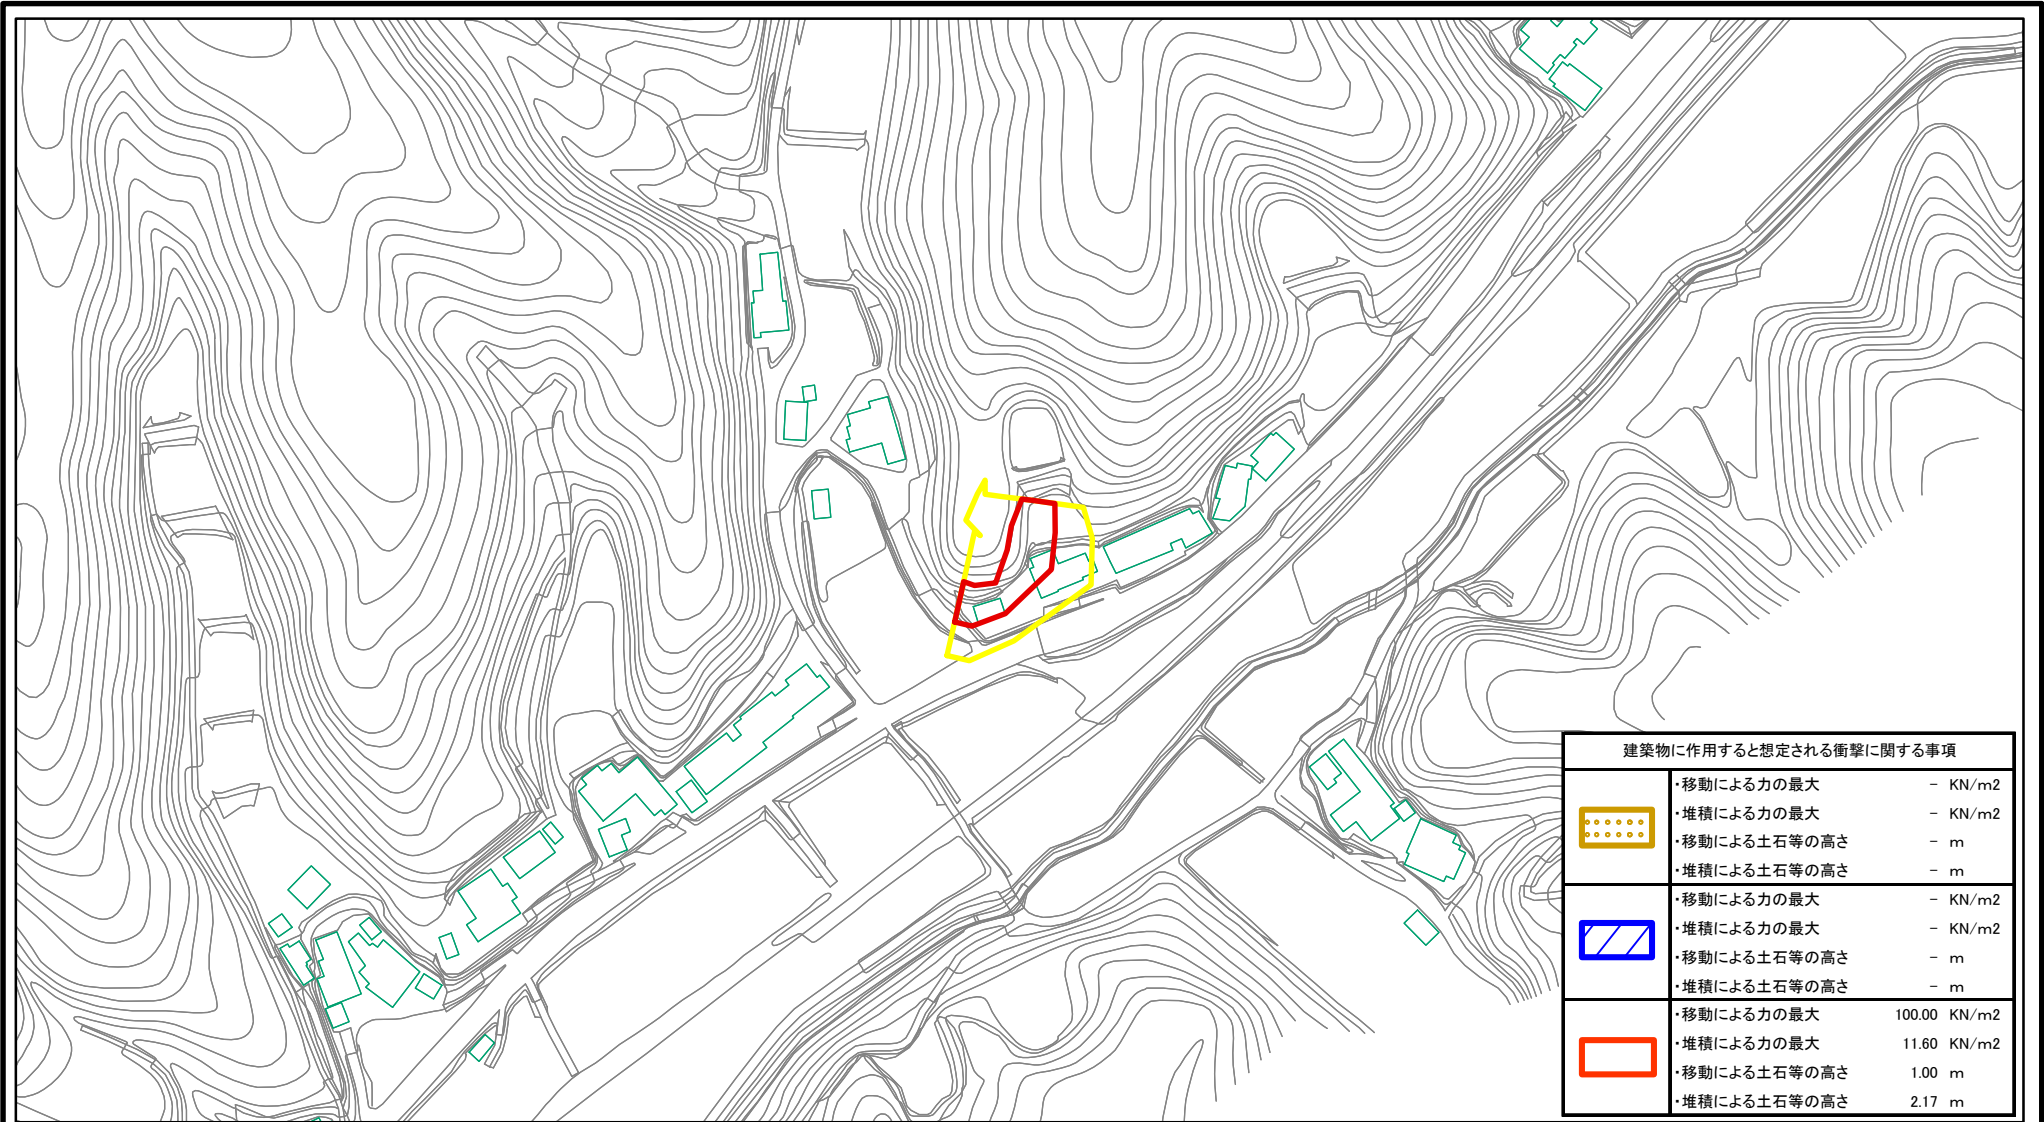 建築物に作用すると想定される衝撃に関する事項
・移動による力の最大 － KN/m2
・堆積による力の最大 － KN/m2
・移動による土石等の高さ － m
・堆積による土石等の高さ － m
・移動による力の最大 － KN/m2
・堆積による力の最大 － KN/m2
・移動による土石等の高さ － m
・堆積による土石等の高さ － m
・移動による力の最大 100.00 KN/m2
・堆積による力の最大 11.60 KN/m2
・移動による土石等の高さ 1.00 m
・堆積による土石等の高さ 2.17 m